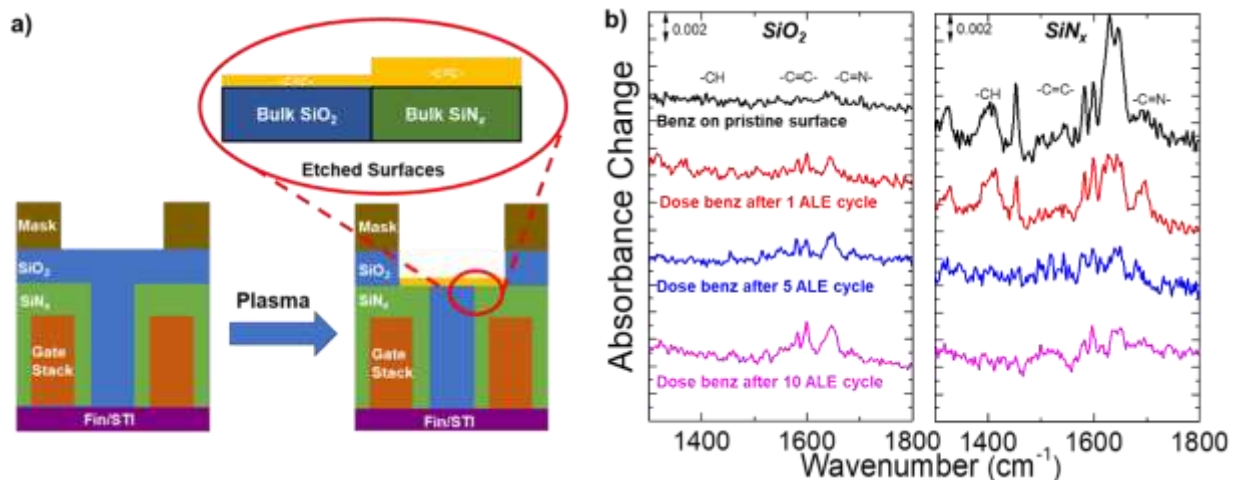 a)
-CFC-
-CFC-
Bulk SiO₂
Bulk SiNₓ
Etched Surfaces
Mask
SiO₂
SiNₓ
Gate
Stack
Fin/STI
Plasma
Mask
SiO₂
SiNₓ
Gate
Stack
Fin/STI
b)
Absorbance Change
0.002
SiO₂
-CH
-C=C-
-C=N-
Benz on pristine surface
Dose benz after 1 ALE cycle
Dose benz after 5 ALE cycle
Dose benz after 10 ALE cycle
1400
1600
1800
0.002
SiNₓ
-CH
-C=C-
-C=N-
1400
1600
1800
Wavenumber (cm⁻¹)